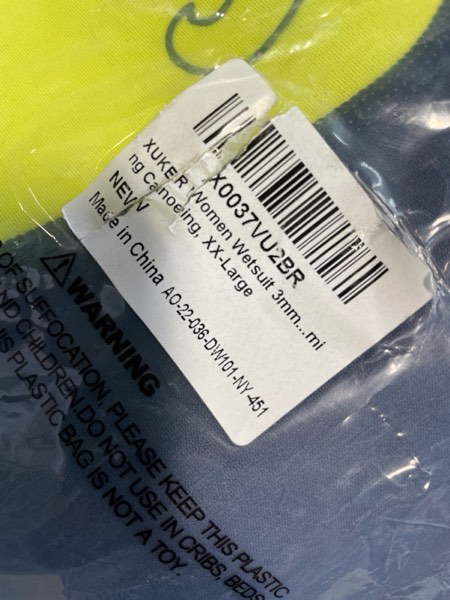 X0037VU2BR
XUKER Women Wetsuit 3mm...mi
ng Canoeing, XX-Large
NEW
Made in China AO-22-036-DW101-NY-451
WARNING
OF SUFFOCATION PLEASE KEEP THIS PLASTIC
AND CHILDREN.DO NOT USE IN CRIBS, BEDS
THIS PLASTIC BAG IS NOT A TOY.